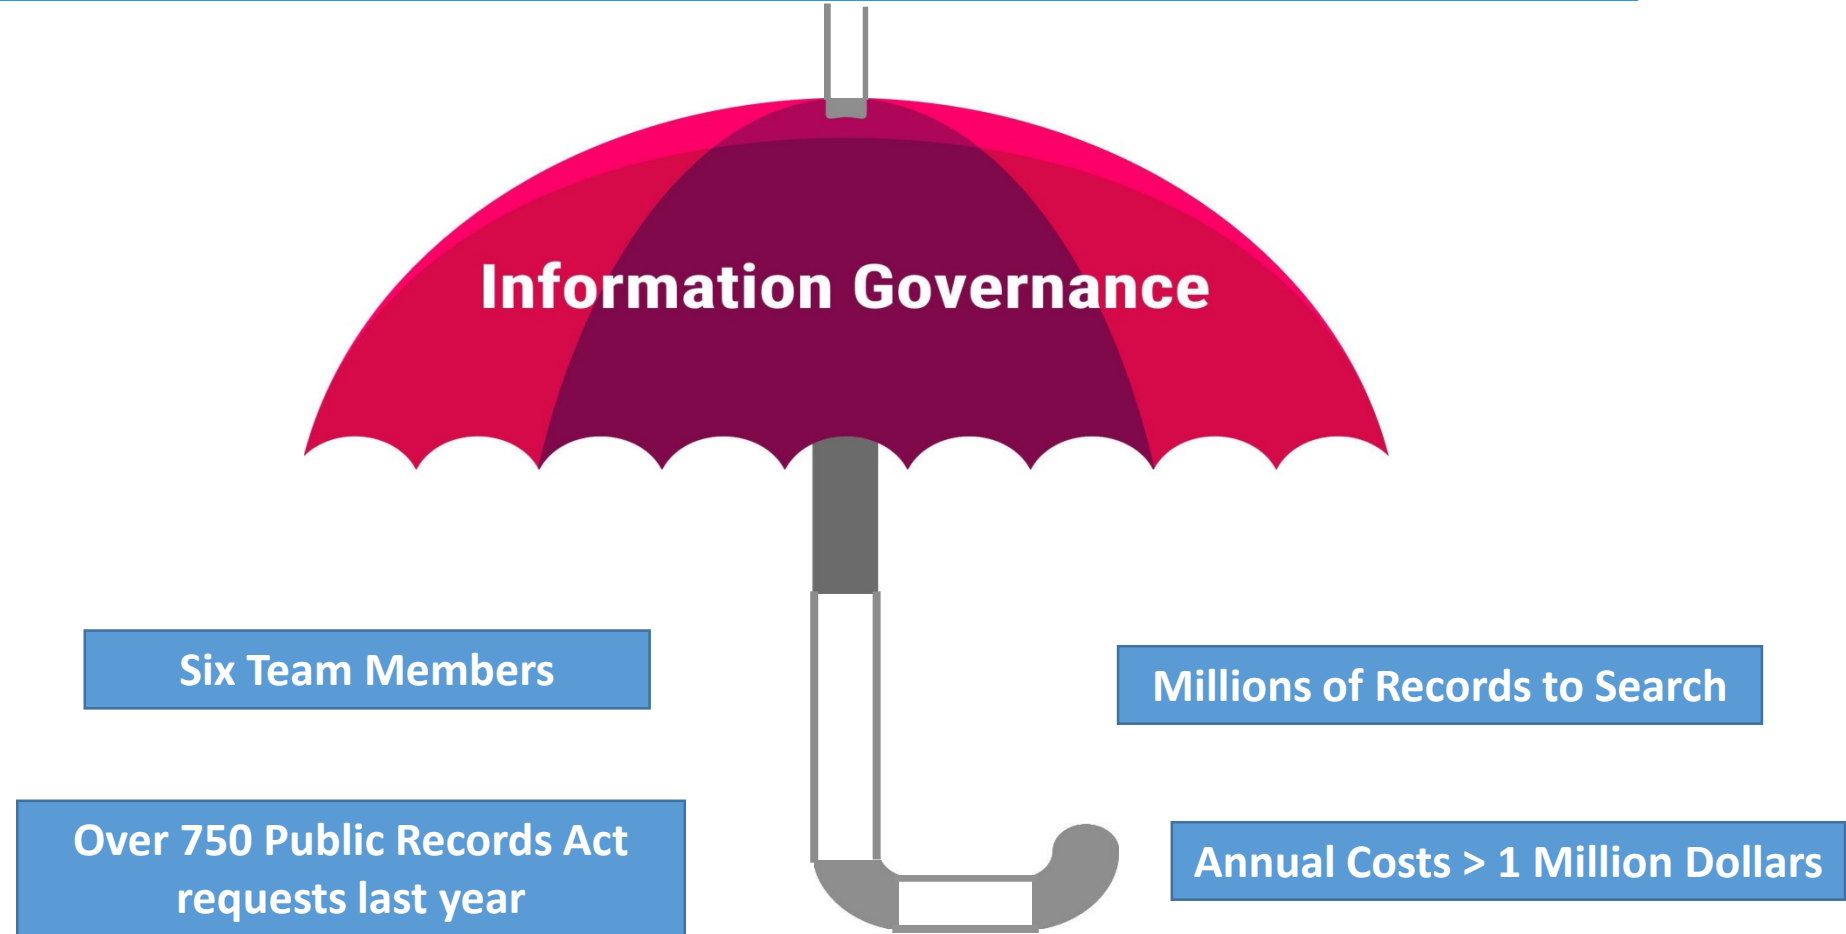 Information Governance
Six Team Members
Millions of Records to Search
Over 750 Public Records Act
requests last year
Annual Costs > 1 Million Dollars